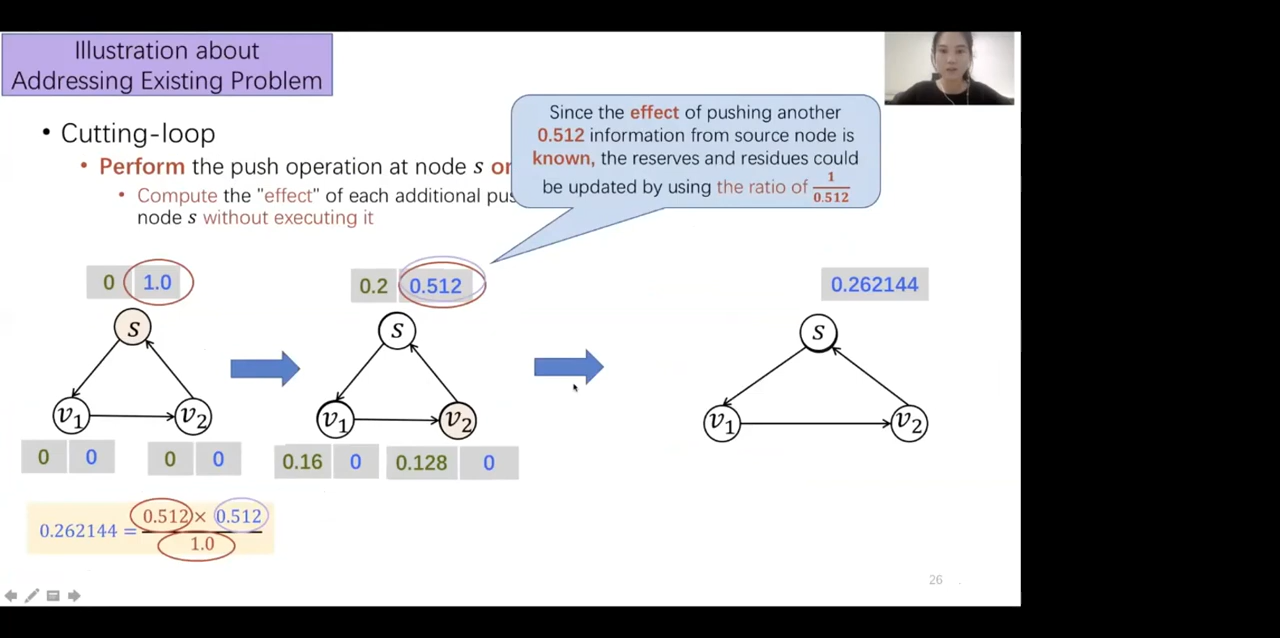 Illustration about
Addressing Existing Problem
• Cutting-loop
• Perform the push operation at node s
• Compute the "effect" of each additional
node s without executing it
Since the effect of pushing another
0.512 information from source node is
known, the reserves and residues could
be updated by using the ratio of 1/0.512
0 1.0
s
v₁ v₂
0 0 0 0
0.2 0.512
s
v₁ v₂
0.16 0 0.128 0
0.262144
s
v₁ v₂
0.262144 = 0.512 × 0.512 / 1.0
26